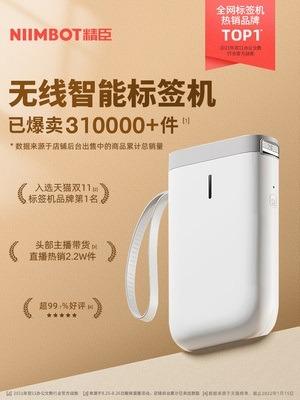 NIIMBOT精臣
全网标签机
热销品牌
TOP1
无线智能标签机
已爆卖310000+件[1]
*数据来源于店铺后台出售中的商品累计总销量
入选天猫双11[2]
标签机品牌第1名
头部主播带货[3]
直播热销2.2W件
超99.%好评[4]